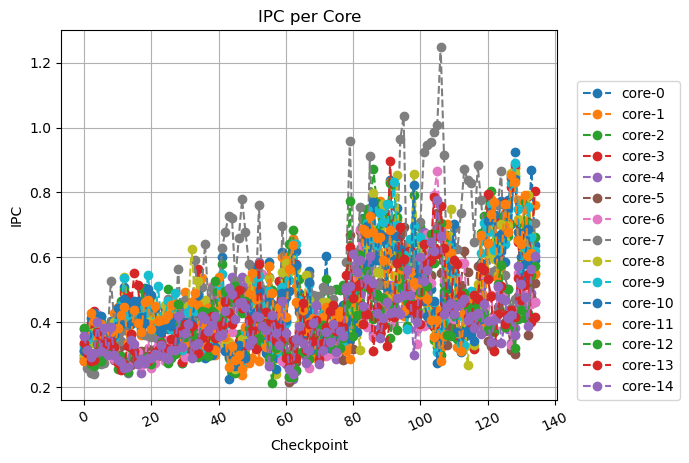 IPC per Core
IPC
1.2
1.0
0.8
0.6
0.4
0.2
0
20
40
60
80
100
120
140
Checkpoint
core-0
core-1
core-2
core-3
core-4
core-5
core-6
core-7
core-8
core-9
core-10
core-11
core-12
core-13
core-14